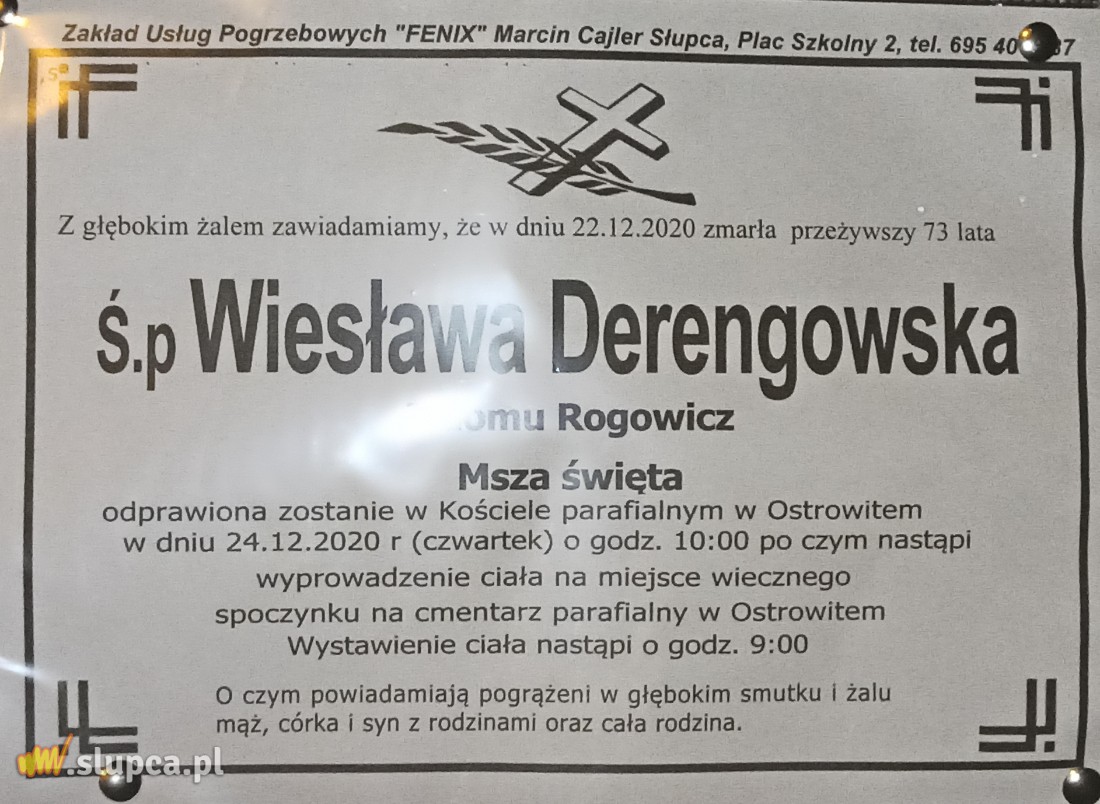 Zakład Usług Pogrzebowych "FENIX" Marcin Cajler Słupca, Plac Szkolny 2, tel. 695 40
Z głębokim żalem zawiadamiamy, że w dniu 22.12.2020 zmarła przeżywszy 73 lata
Ś.p Wiesława Derengowska
Rogowicz
Msza święta
odprawiona zostanie w Kościele parafialnym w Ostrowitem
w dniu 24.12.2020 r (czwartek) o godz. 10:00 po czym nastąpi
wyprowadzenie ciała na miejsce wiecznego
spoczynku na cmentarz parafialny w Ostrowitem
Wystawienie ciała nastąpi o godz. 9:00
O czym powiadamiają pogrążeni w głębokim smutku i żalu
mąż, córka i syn z rodzinami oraz cała rodzina.
.slupca.pl